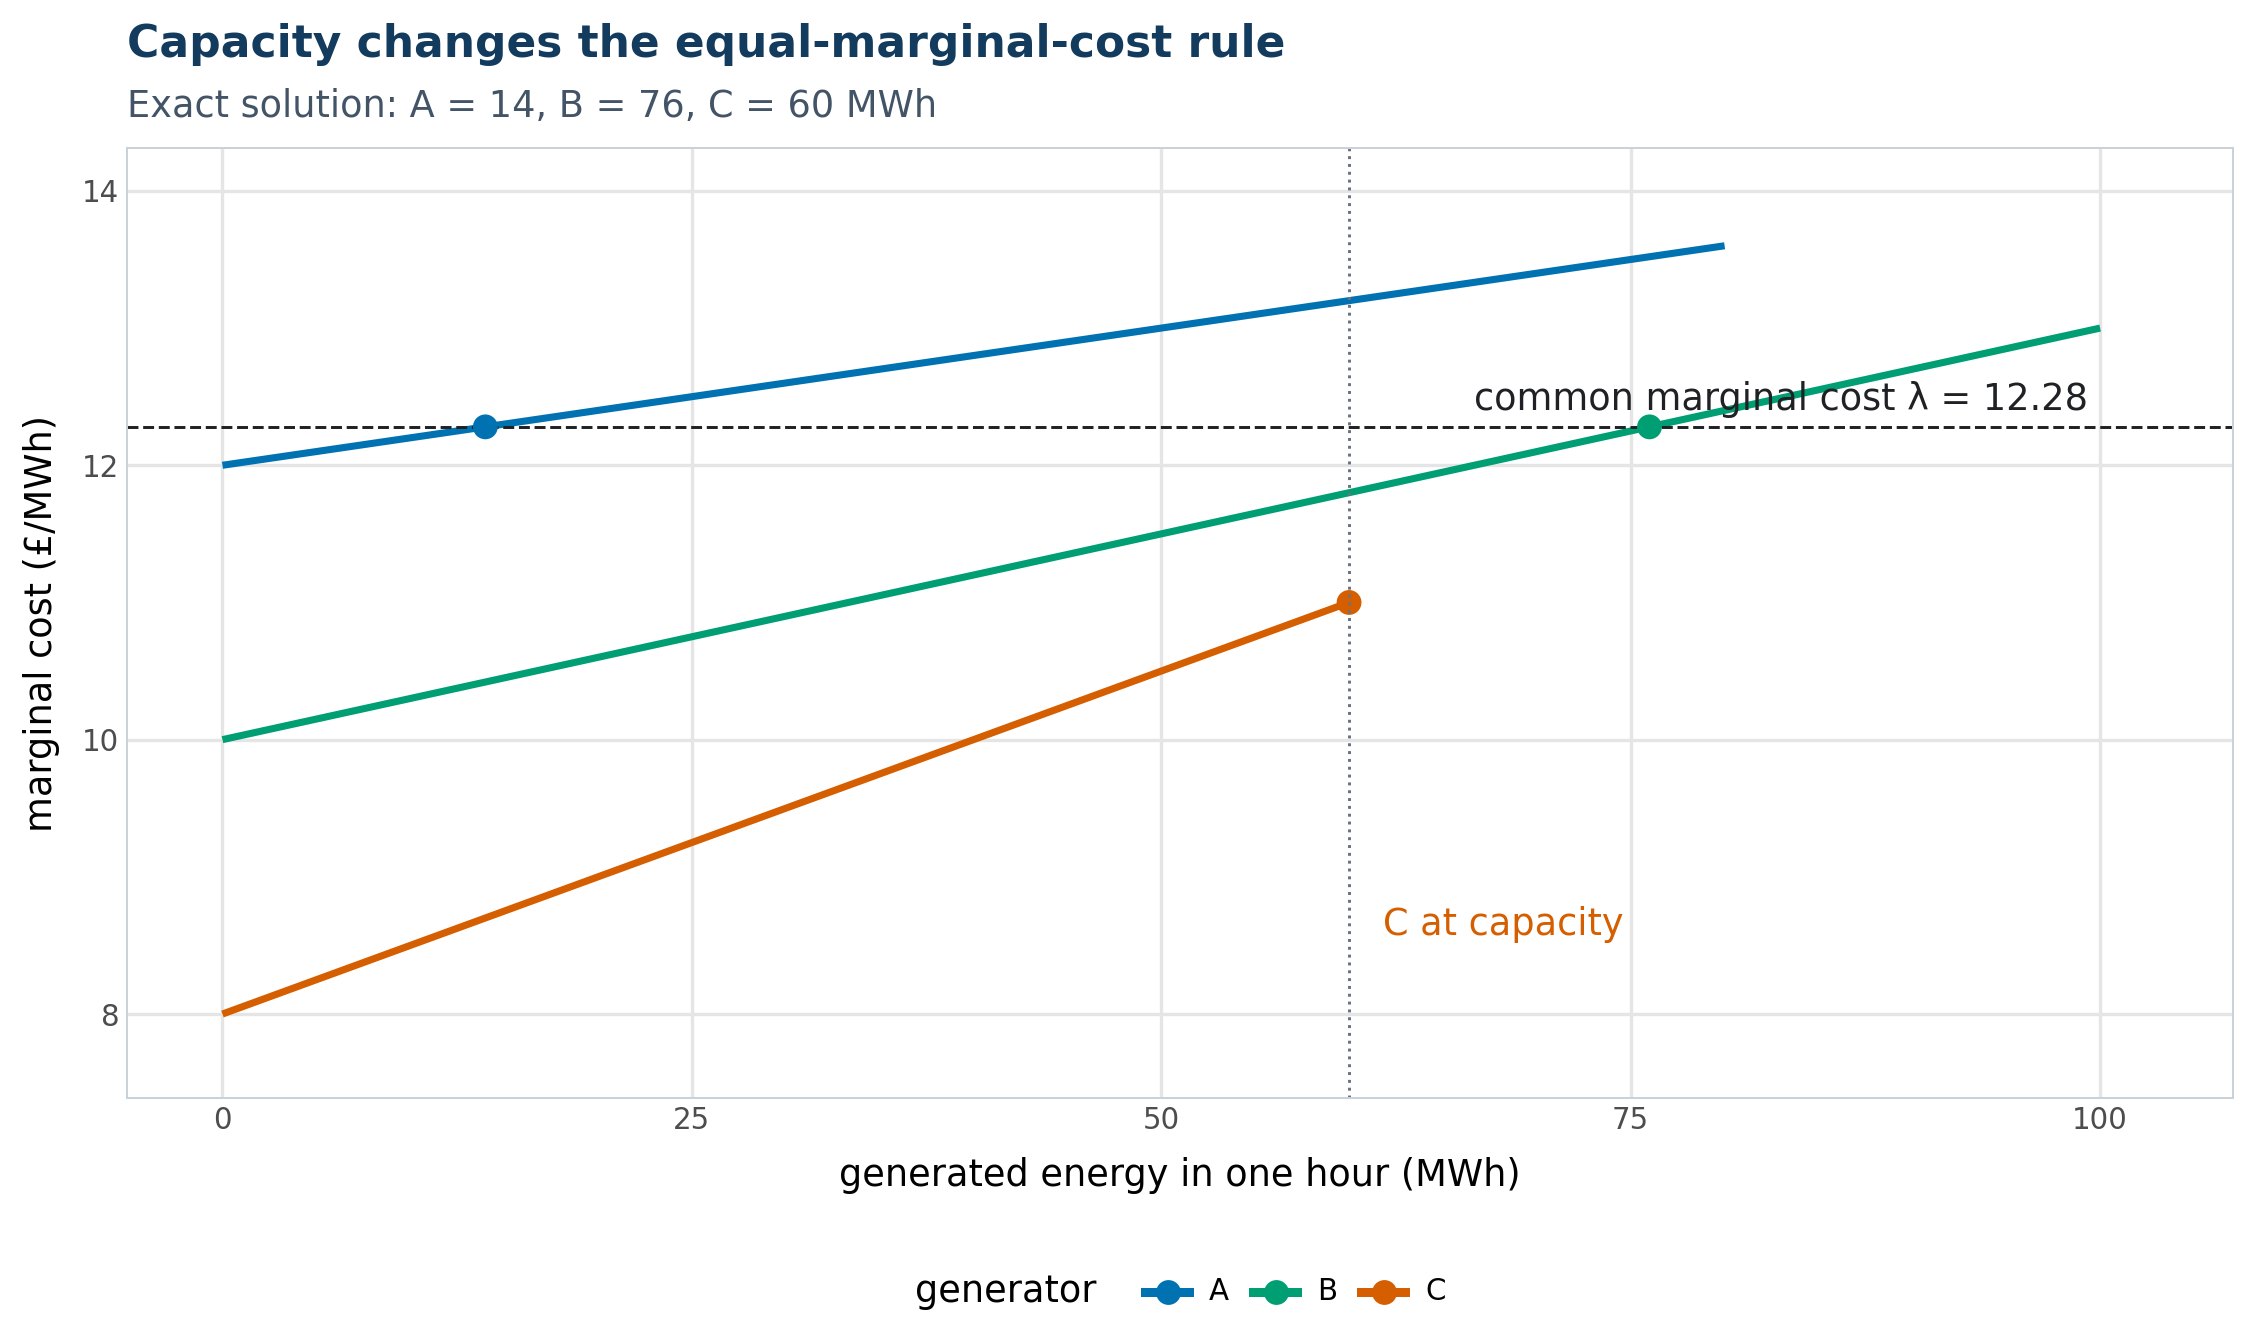 Capacity changes the equal-marginal-cost rule
Exact solution: A = 14, B = 76, C = 60 MWh
marginal cost (£/MWh)
14
12
10
8
common marginal cost λ = 12.28
C at capacity
0 25 50 75 100
generated energy in one hour (MWh)
generator A B C